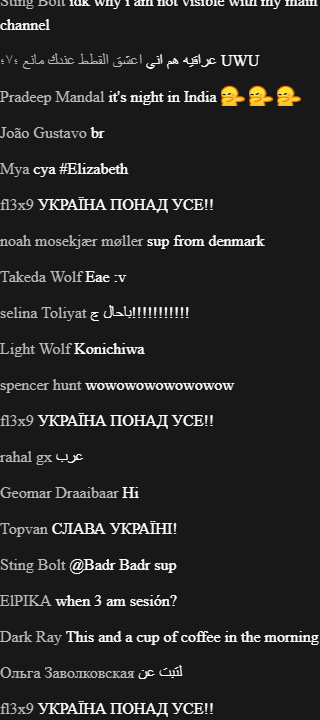 Sting Bolt idk why i am not visible with my main
channel
؛٧؛ اعشق القطط عندك مانع عراقيه هم اني UWU
Pradeep Mandal it's night in India
João Gustavo br
Mya cya #Elizabeth
fl3x9 УКРАЇНА ПОНАД УСЕ!!
noah mosekjær møller sup from denmark
Takeda Wolf Eae :v
selina Toliyat باحال ج!!!!!!!!!!!
Light Wolf Konichiwa
spencer hunt wowowowowowowow
fl3x9 УКРАЇНА ПОНАД УСЕ!!
rahal gx عرب
Geomar Draaibaar Hi
Topvan СЛАВА УКРАЇНІ!
Sting Bolt @Badr Badr sup
ElPIKA when 3 am sesión?
Dark Ray This and a cup of coffee in the morning
Ольга Заволковская لتبت عن
fl3x9 УКРАЇНА ПОНАД УСЕ!!